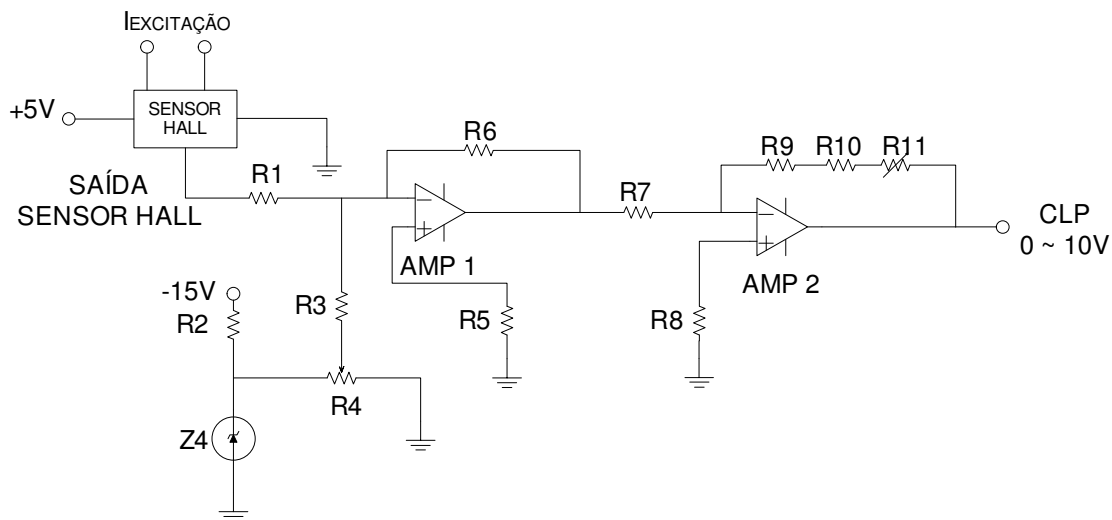 IEXCITAÇÃO
+5V
SENSOR
HALL
SAÍDA
SENSOR HALL
R1
R6
R9
R10
R11
R7
AMP 1
AMP 2
CLP
0 ~ 10V
-15V
R2
R3
R5
R8
R4
Z4